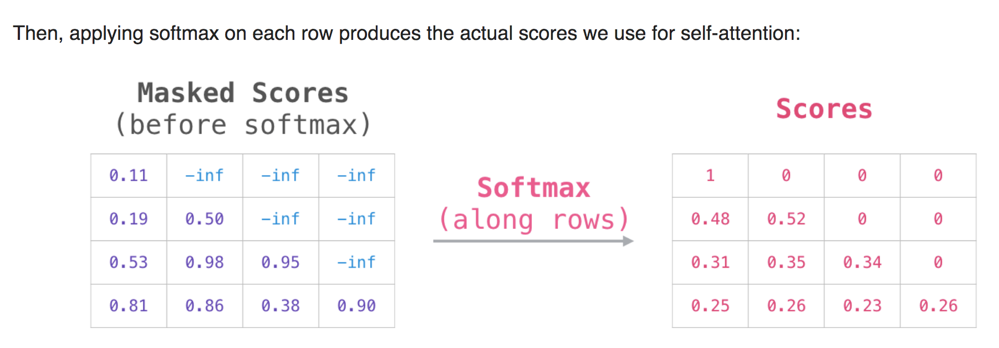 Then, applying softmax on each row produces the actual scores we use for self-attention:
Masked Scores
(before softmax)
0.11 -inf -inf -inf
0.19 0.50 -inf -inf
0.53 0.98 0.95 -inf
0.81 0.86 0.38 0.90
Softmax
(along rows)
Scores
1 0 0 0
0.48 0.52 0 0
0.31 0.35 0.34 0
0.25 0.26 0.23 0.26